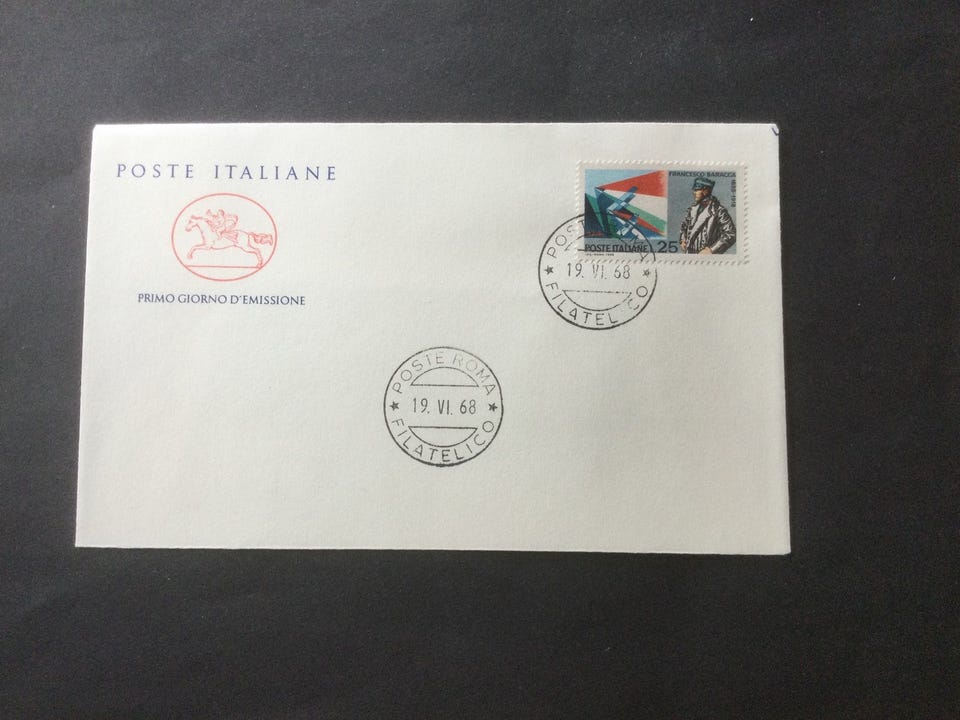 POSTE ITALIANE
PRIMO GIORNO D'EMISSIONE
FRANCESCO BARACCA
1888-1918
POSTE ITALIANE 25
POSTE ROMA
19. VI. 68
FILATELICO
POSTE ROMA
19. VI. 68
FILATELICO